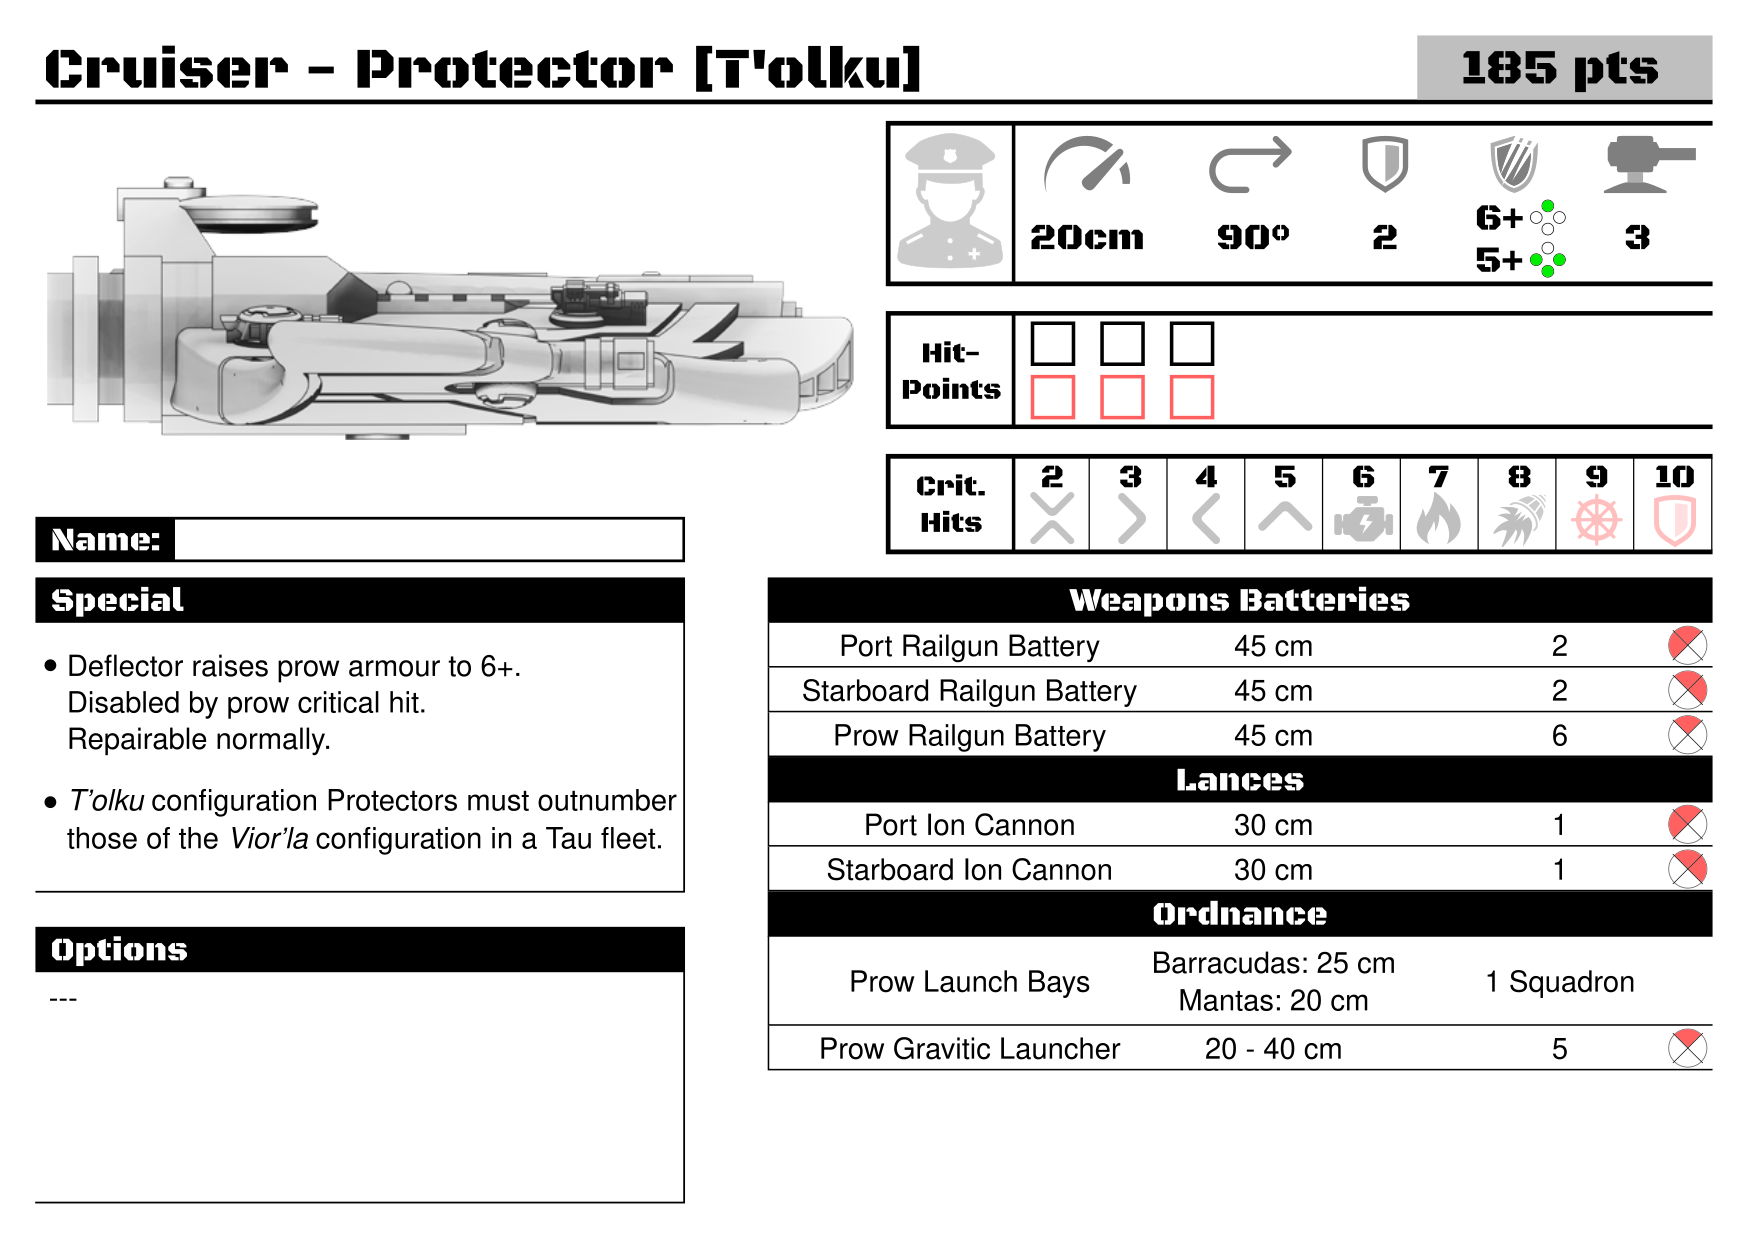 Cruiser – Protector [T'olku]
185 pts
20cm 90º 2 6+ 3
5+
Hit-
Points
Crit.
Hits
2 3 4 5 6 7 8 9 10
Name:
Special
● Deflector raises prow armour to 6+.
Disabled by prow critical hit.
Repairable normally.
● T’olku configuration Protectors must outnumber
those of the Vior’la configuration in a Tau fleet.
Options
---
Weapons Batteries
Port Railgun Battery 45 cm 2
Starboard Railgun Battery 45 cm 2
Prow Railgun Battery 45 cm 6
Lances
Port Ion Cannon 30 cm 1
Starboard Ion Cannon 30 cm 1
Ordnance
Prow Launch Bays Barracudas: 25 cm 1 Squadron
Mantas: 20 cm
Prow Gravitic Launcher 20 - 40 cm 5